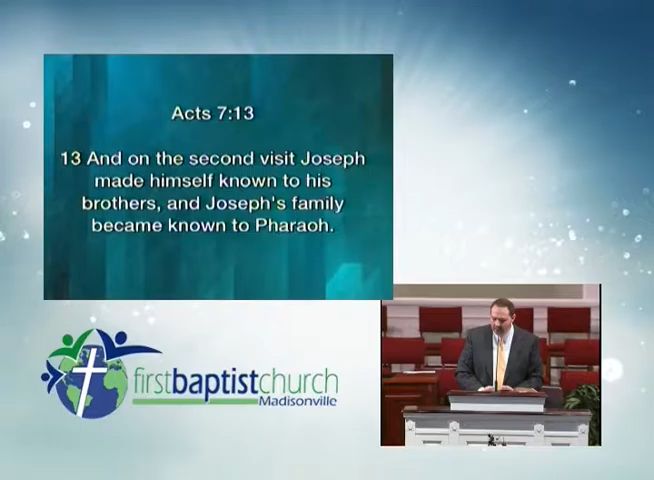 Acts 7:13
13 And on the second visit Joseph
made himself known to his
brothers, and Joseph's family
became known to Pharaoh.
firstbaptistchurch
Madisonville